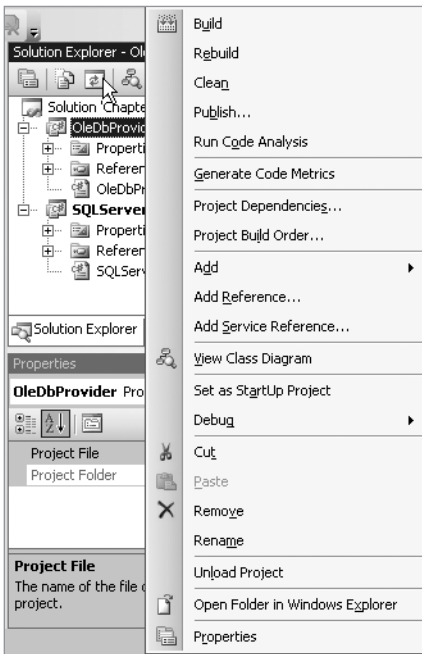 Solution Explorer - Ol
Solution 'Chapte
OleDbProvid
Properti
Referen
OleDbPr
SQLServer
Properti
Referen
SQLServ
Solution Explorer
Properties
OleDbProvider Pro
Project File
Project Folder
Project File
The name of the file
project.
Build
Rebuild
Clean
Publish...
Run Code Analysis
Generate Code Metrics
Project Dependencies...
Project Build Order...
Add
Add Reference...
Add Service Reference...
View Class Diagram
Set as StartUp Project
Debug
Cut
Paste
Remove
Rename
Unload Project
Open Folder in Windows Explorer
Properties